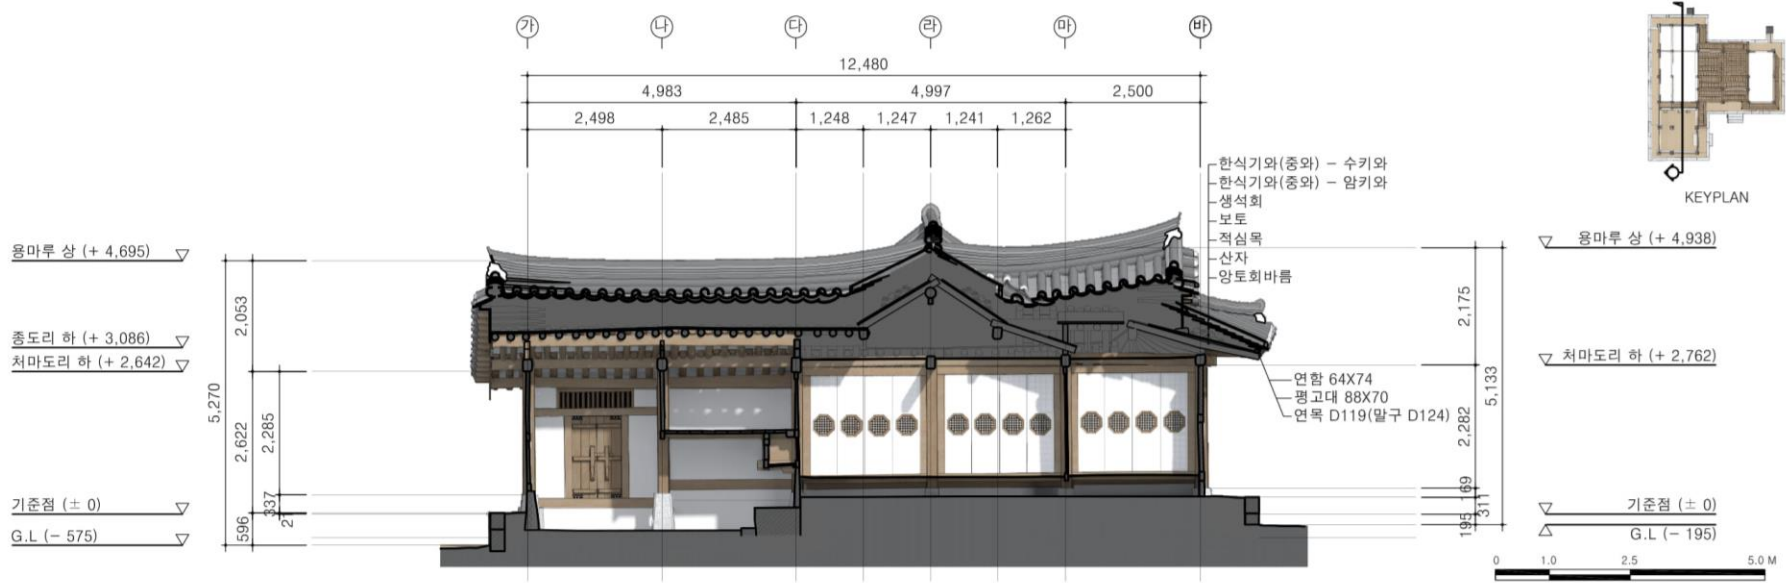 가 나 다 라 마 바
12,480
4,983 4,997 2,500
2,498 2,485 1,248 1,247 1,241 1,262
한식기와(중와) - 수키와
한식기와(중와) - 암키와
생석회
보토
적심목
산자
앙토회바름
KEYPLAN
용마루 상 (+ 4,695)
종도리 하 (+ 3,086)
처마도리 하 (+ 2,642)
기준점 (± 0)
G.L (- 575)
5,270
2,053
2,622
596
2,285
337
21
연함 64X74
평고대 88X70
연목 D119(말구 D124)
2,175
2,282
169
311
195
5,133
용마루 상 (+ 4,938)
처마도리 하 (+ 2,762)
기준점 (± 0)
G.L (- 195)
0 1.0 2.5 5.0 M